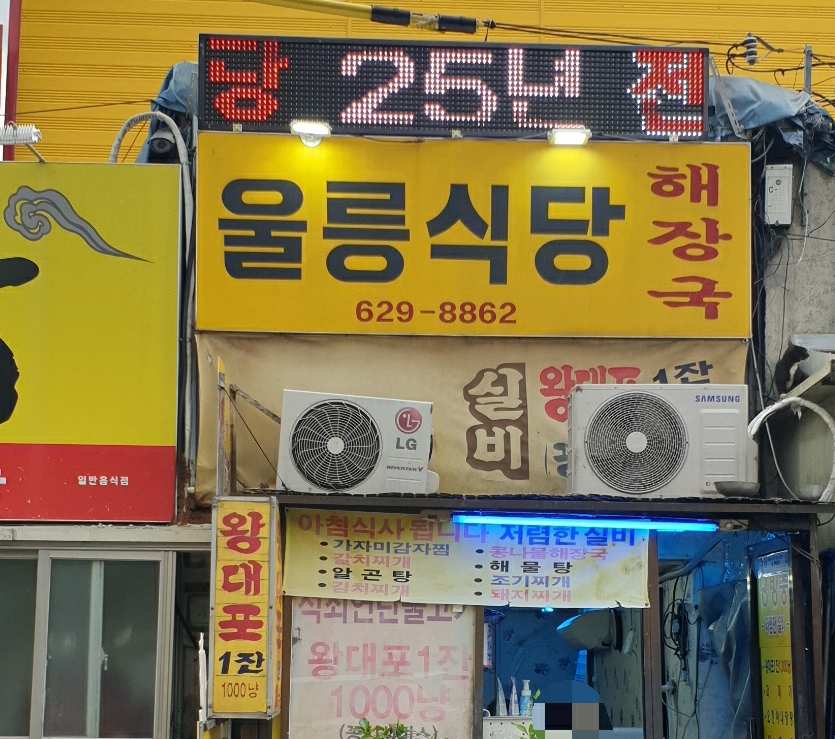 당 25년 전
울릉식당
해장국
629-8862
일반음식점
실비
왕대포 1잔
LG
INVERTER V
SAMSUNG
아침식사 됩니다 저렴한 실비
• 가자미감자찜
• 갈치찌개
• 알곤탕
• 김치찌개
• 콩나물해장국
• 해물탕
• 조기찌개
• 돼지찌개
왕대포
1잔
1000냥
왕대포1잔
1000냥